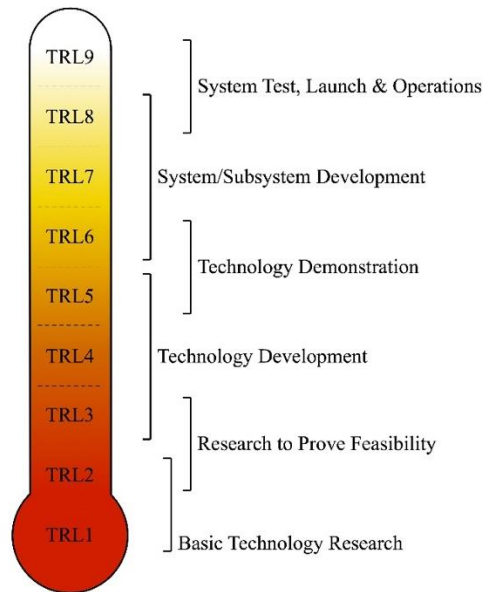 TRL9
System Test, Launch & Operations
TRL8
TRL7
System/Subsystem Development
TRL6
Technology Demonstration
TRL5
TRL4
Technology Development
TRL3
Research to Prove Feasibility
TRL2
TRL1
Basic Technology Research